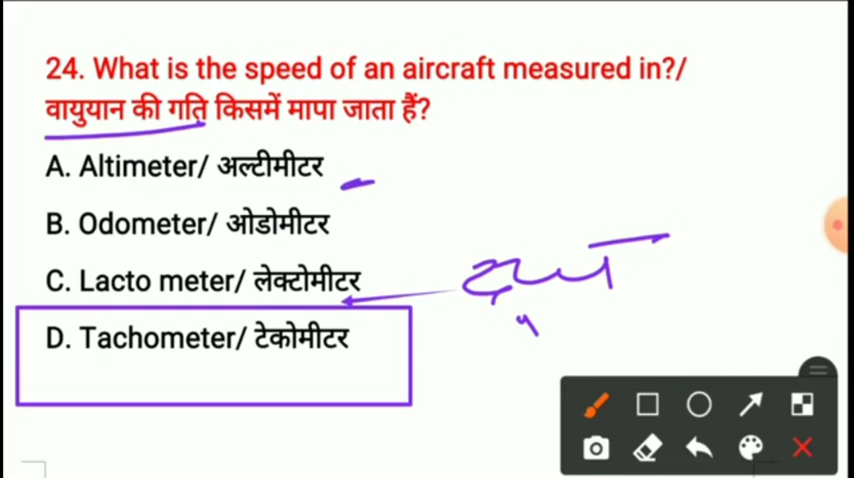 24. What is the speed of an aircraft measured in?/
वायुयान की गति किसमें मापा जाता हैं?
A. Altimeter/ अल्टीमीटर
B. Odometer/ ओडोमीटर
C. Lacto meter/ लेक्टोमीटर
D. Tachometer/ टेकोमीटर